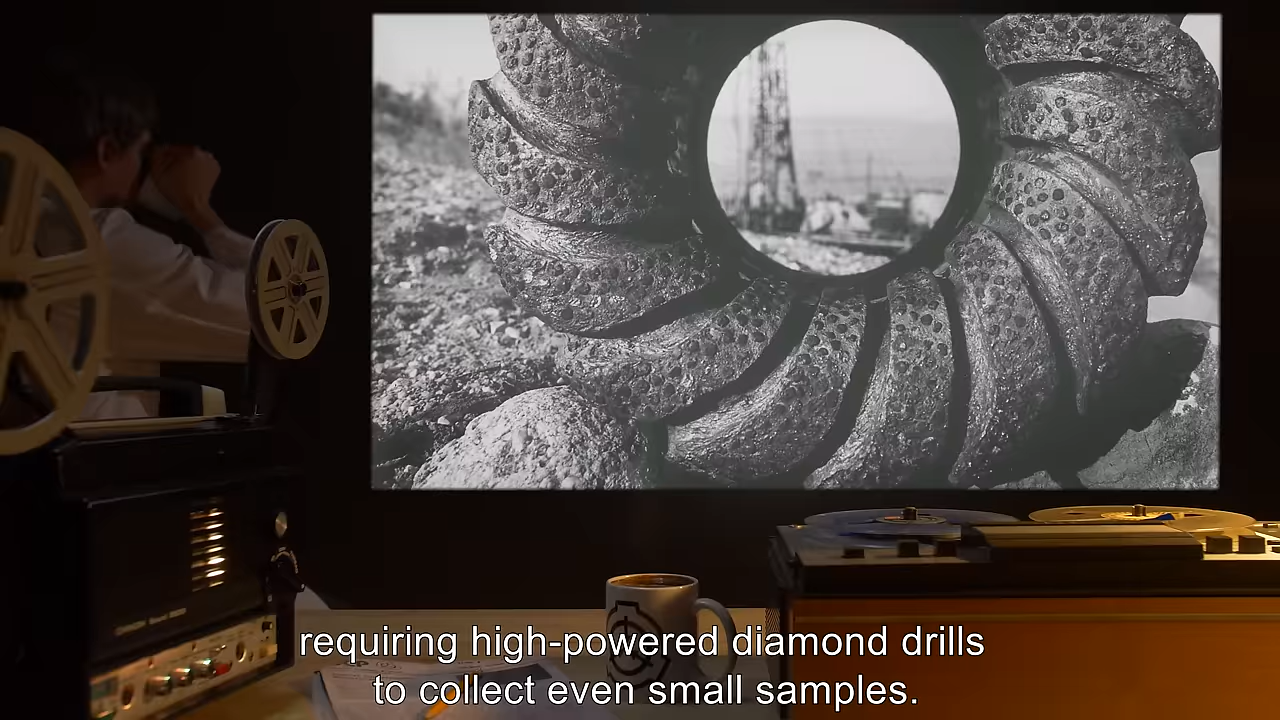 requiring high-powered diamond drills
to collect even small samples.